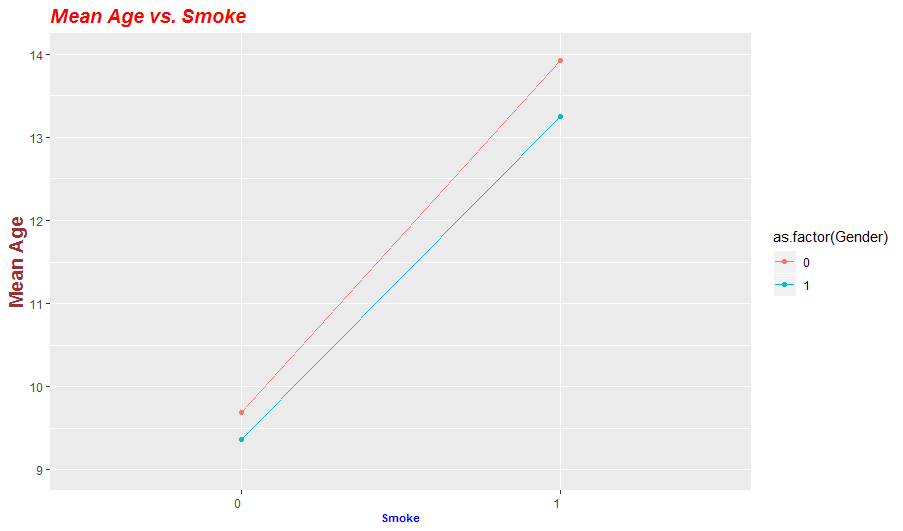 Mean Age vs. Smoke
Mean Age
14
13
12
11
10
9
0
1
Smoke
as.factor(Gender)
0
1